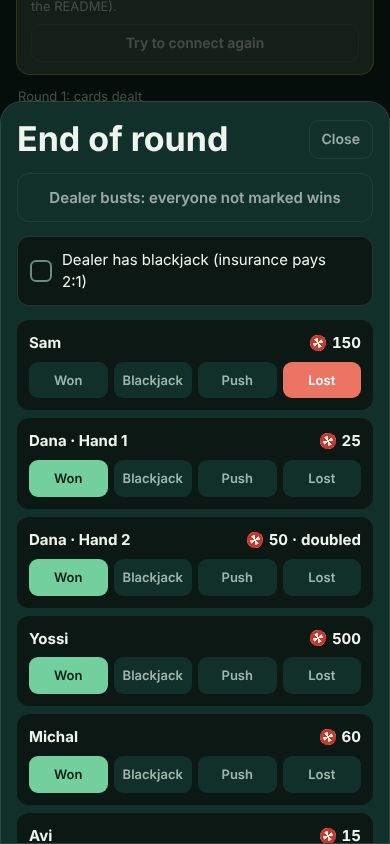 the README).
Try to connect again
Round 1: cards dealt
End of round
Close
Dealer busts: everyone not marked wins
Dealer has blackjack (insurance pays
2:1)
Sam 150
Won Blackjack Push Lost
Dana · Hand 1 25
Won Blackjack Push Lost
Dana · Hand 2 50 · doubled
Won Blackjack Push Lost
Yossi 500
Won Blackjack Push Lost
Michal 60
Won Blackjack Push Lost
Avi 15